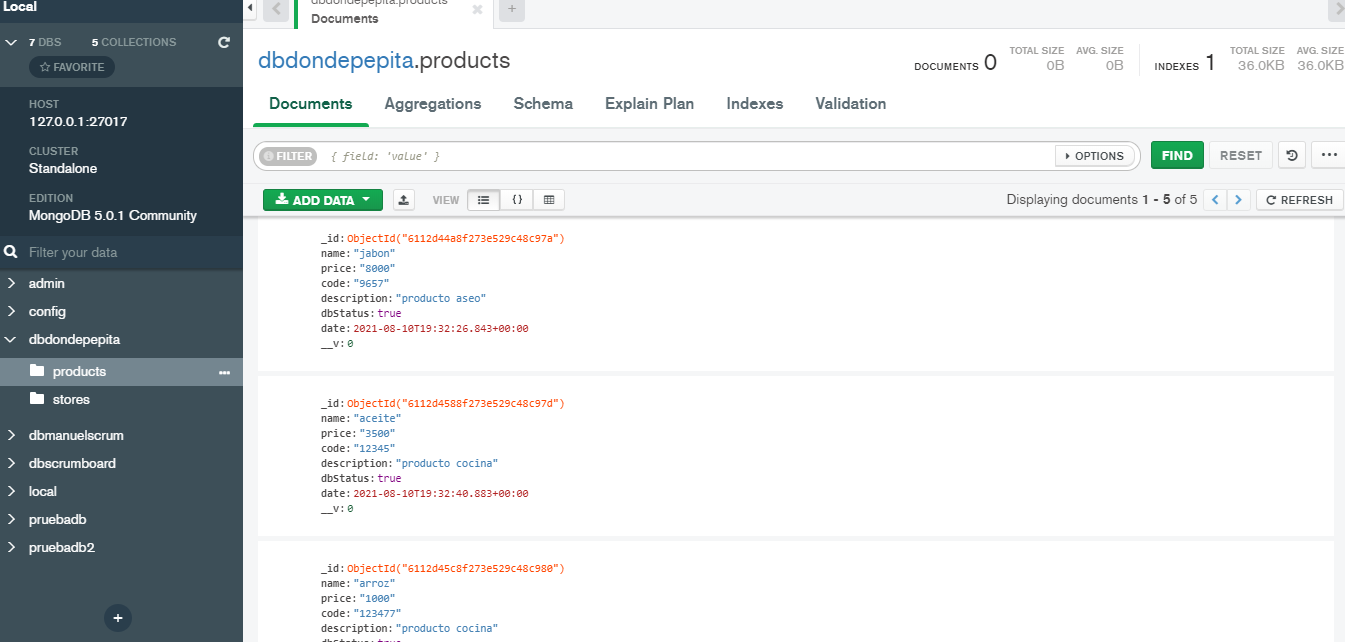 Local
7 DBS 5 COLLECTIONS
FAVORITE
HOST
127.0.0.1:27017
CLUSTER
Standalone
EDITION
MongoDB 5.0.1 Community
Filter your data
admin
config
dbdondepepita
products
stores
dbmanuelscrum
dbscrumboard
local
pruebadb
pruebadb2
dbdondepepita.products
Documents
dbdondepepita.products
DOCUMENTS 0 TOTAL SIZE 0B AVG. SIZE 0B INDEXES 1 TOTAL SIZE 36.0KB AVG. SIZE 36.0KB
Documents Aggregations Schema Explain Plan Indexes Validation
FILTER { field: 'value' } OPTIONS FIND RESET
ADD DATA VIEW {} Displaying documents 1 - 5 of 5 REFRESH
_id:ObjectId("6112d44a8f273e529c48c97a")
name:"jabon"
price:"8000"
code:"9657"
description:"producto aseo"
dbStatus:true
date:2021-08-10T19:32:26.843+00:00
__v:0
_id:ObjectId("6112d4588f273e529c48c97d")
name:"aceite"
price:"3500"
code:"12345"
description:"producto cocina"
dbStatus:true
date:2021-08-10T19:32:40.883+00:00
__v:0
_id:ObjectId("6112d45c8f273e529c48c980")
name:"arroz"
price:"1000"
code:"123477"
description:"producto cocina"
dbStatus:true